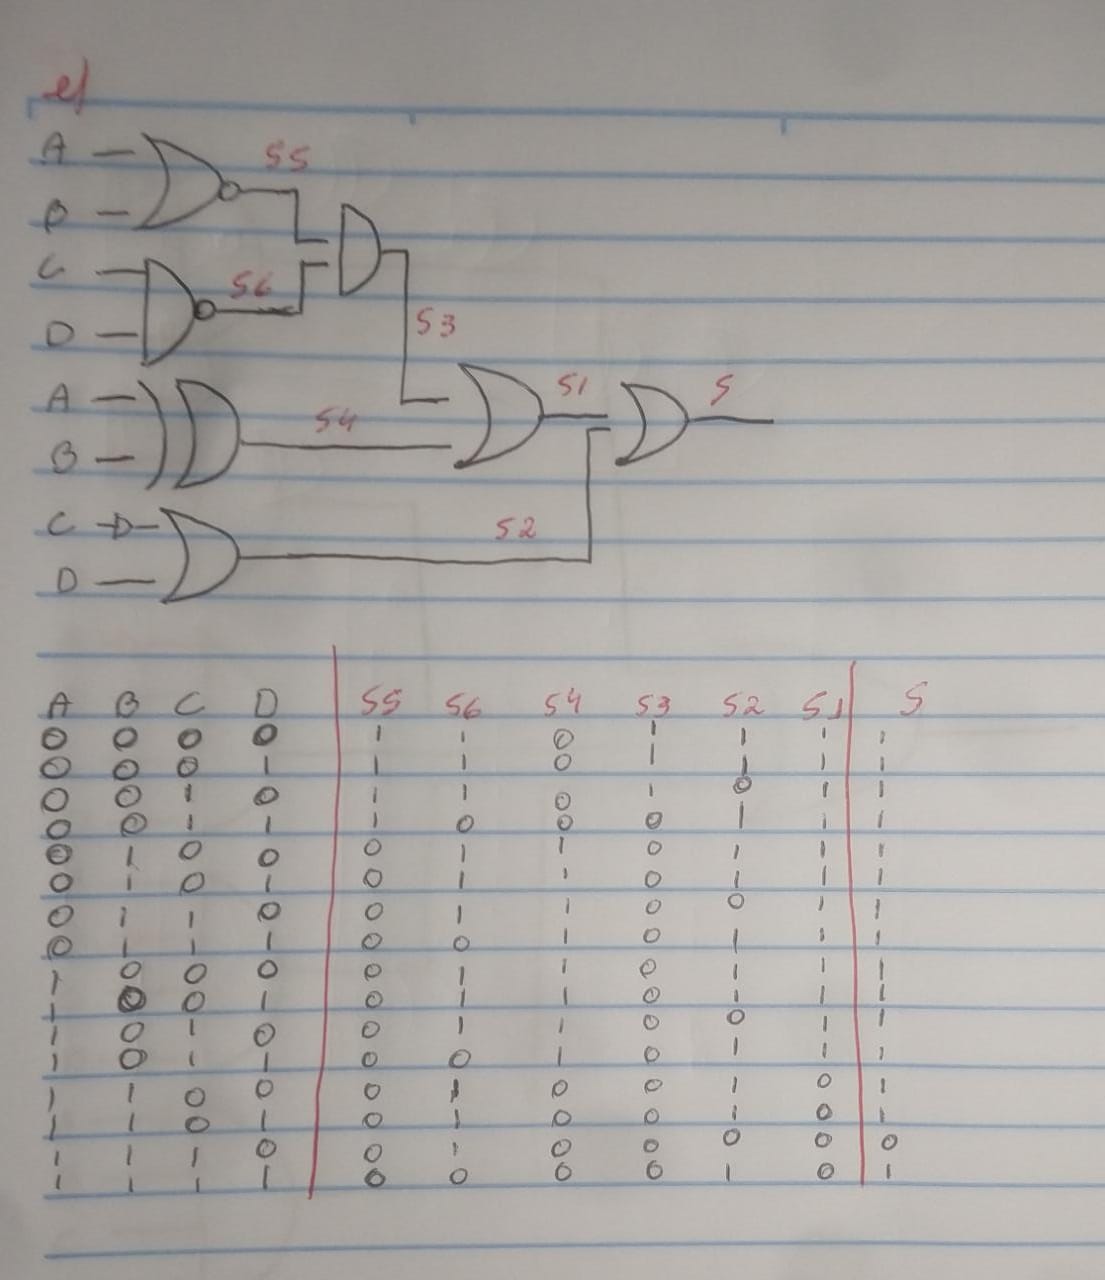 e)
A
S5
B
C
S6
D
S3
A
S1
S
S4
B
C
S2
D
A B C D S5 S6 S4 S3 S2 S1 S
0 0 0 0 1 1 0 1 1 1 1
0 0 0 1 1 1 0 1 1 1 1
0 0 1 0 1 1 0 1 0 1 1
0 0 1 1 1 0 0 0 1 1 1
0 1 0 0 0 1 1 0 1 1 1
0 1 0 1 0 1 1 0 1 1 1
0 1 1 0 0 1 1 0 0 1 1
0 1 1 1 0 0 1 0 1 1 1
1 0 0 0 0 1 1 0 1 1 1
1 0 0 1 0 1 1 0 1 1 1
1 0 1 0 0 1 1 0 0 1 1
1 0 1 1 0 0 1 0 1 1 1
1 1 0 0 0 1 0 0 1 0 1
1 1 0 1 0 1 0 0 1 0 1
1 1 1 0 0 1 0 0 0 0 0
1 1 1 1 0 0 0 0 1 0 1